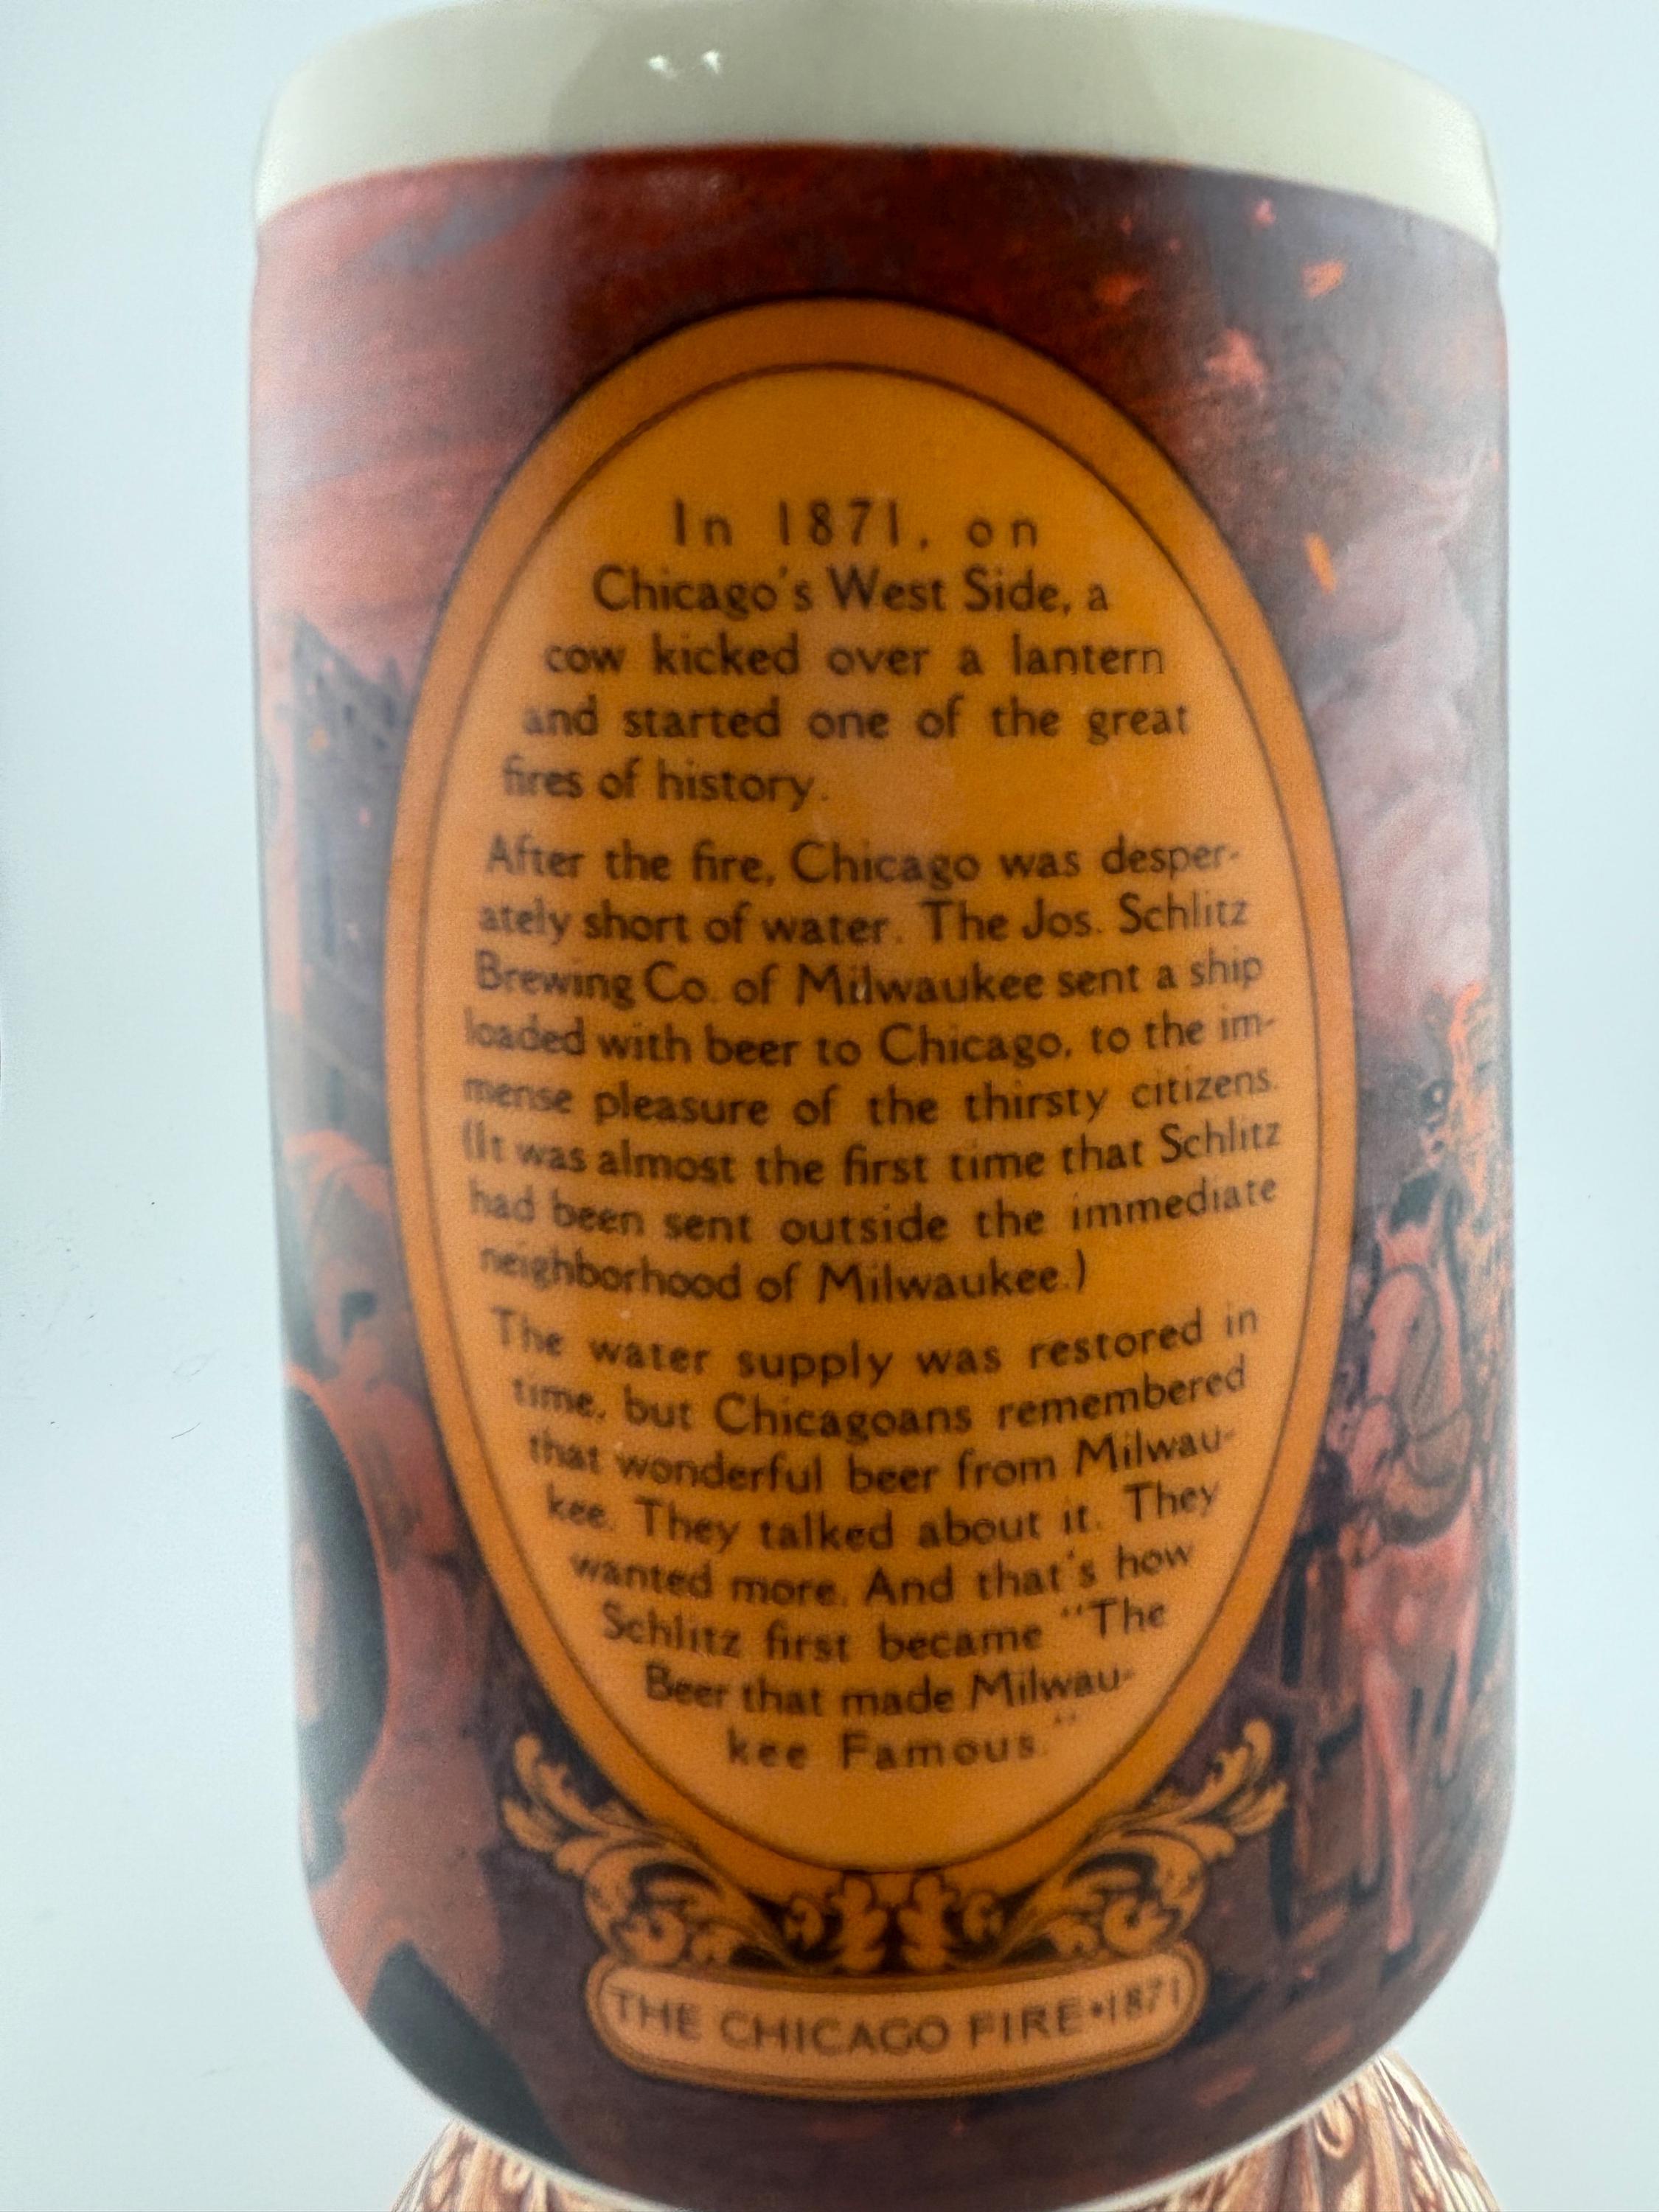 In 1871, on
Chicago's West Side, a
cow kicked over a lantern
and started one of the great
fires of history.
After the fire, Chicago was desper-
ately short of water. The Jos. Schlitz
Brewing Co. of Milwaukee sent a ship
loaded with beer to Chicago, to the im-
mense pleasure of the thirsty citizens.
(It was almost the first time that Schlitz
had been sent outside the immediate
neighborhood of Milwaukee.)
The water supply was restored in
time, but Chicagoans remembered
that wonderful beer from Milwau-
kee. They talked about it. They
wanted more. And that's how
Schlitz first became "The
Beer that made Milwau-
kee Famous."
THE CHICAGO FIRE•1871